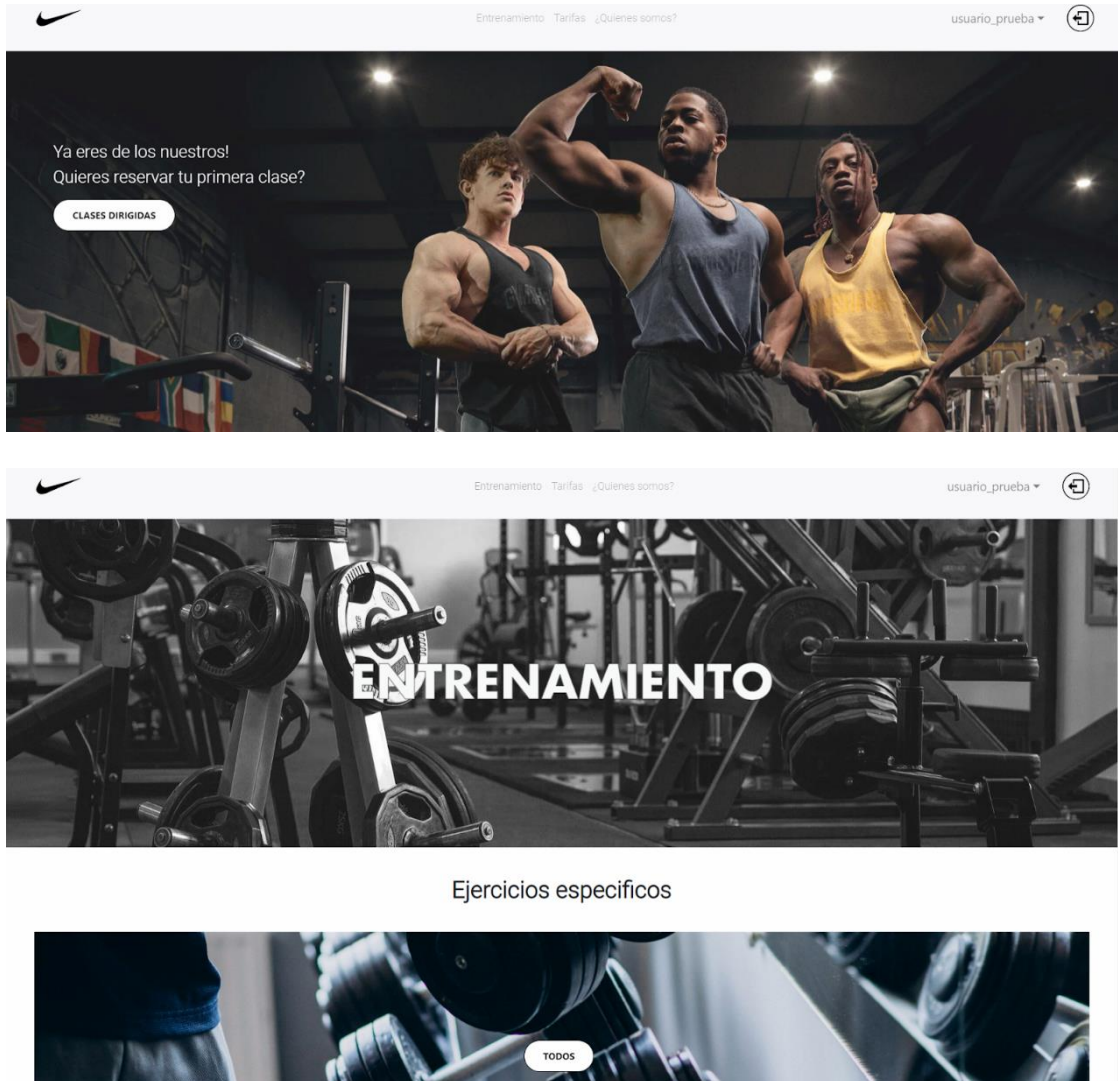 Entrenamiento Tarifas ¿Quienes somos?
usuario_prueba
Ya eres de los nuestros!
Quieres reservar tu primera clase?
CLASES DIRIGIDAS
Entrenamiento Tarifas ¿Quienes somos?
usuario_prueba
ENTRENAMIENTO
Ejercicios especificos
TODOS